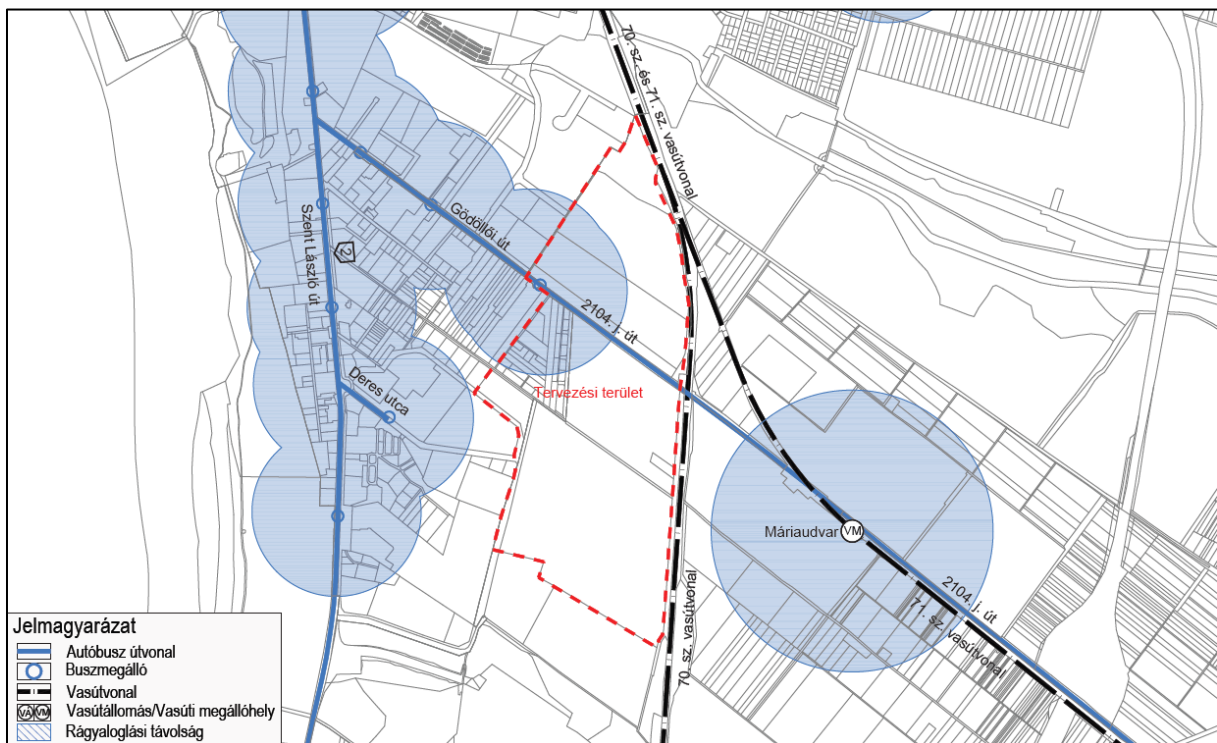 70. sz. és 71. sz. vasútvonal
Szent László út
2
Gödöllői út
2104. j. út
Deres utca
Tervezési terület
Máriaudvar
VM
2104. j. út
71. sz. vasútvonal
70. sz. vasútvonal
Jelmagyarázat
Autóbusz útvonal
Buszmegálló
Vasútvonal
VÁ VM Vasútállomás/Vasúti megállóhely
Rágyaloglási távolság